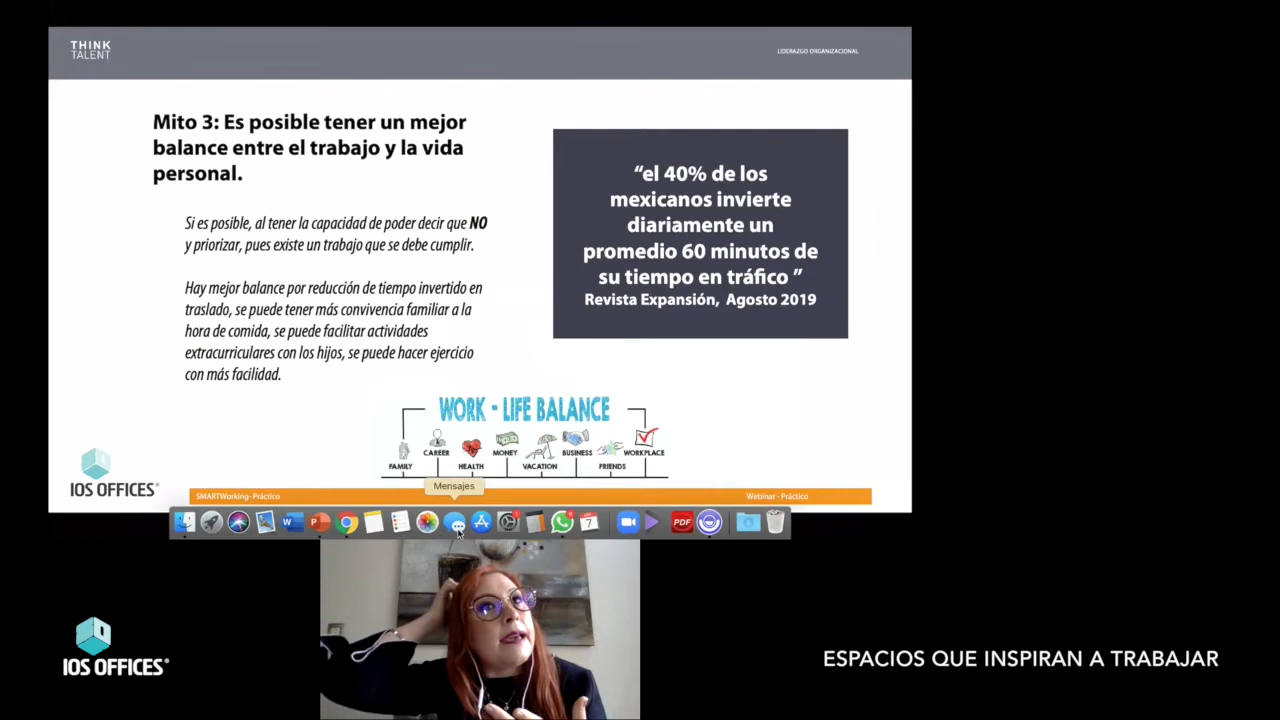 THINK
TALENT
LIDERAZGO ORGANIZACIONAL
Mito 3: Es posible tener un mejor
balance entre el trabajo y la vida
personal.
Si es posible, al tener la capacidad de poder decir que NO
y priorizar, pues existe un trabajo que se debe cumplir.
Hay mejor balance por reducción de tiempo invertido en
traslado, se puede tener más convivencia familiar a la
hora de comida, se puede facilitar actividades
extracurriculares con los hijos, se puede hacer ejercicio
con más facilidad.
“el 40% de los
mexicanos invierte
diariamente un
promedio 60 minutos de
su tiempo en tráfico ”
Revista Expansión, Agosto 2019
WORK - LIFE BALANCE
FAMILY
CAREER
HEALTH
MONEY
VACATION
BUSINESS
FRIENDS
WORKPLACE
IOS OFFICES®
Mensajes
SMARTWorking- Práctico
Webinar - Práctico
W
P
7
PDF
IOS OFFICES®
ESPACIOS QUE INSPIRAN A TRABAJAR